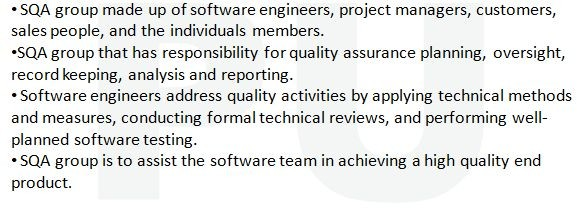 • SQA group made up of software engineers, project managers, customers,
sales people, and the individuals members.
•SQA group that has responsibility for quality assurance planning, oversight,
record keeping, analysis and reporting.
• Software engineers address quality activities by applying technical methods
and measures, conducting formal technical reviews, and performing well-
planned software testing.
• SQA group is to assist the software team in achieving a high quality end
product.